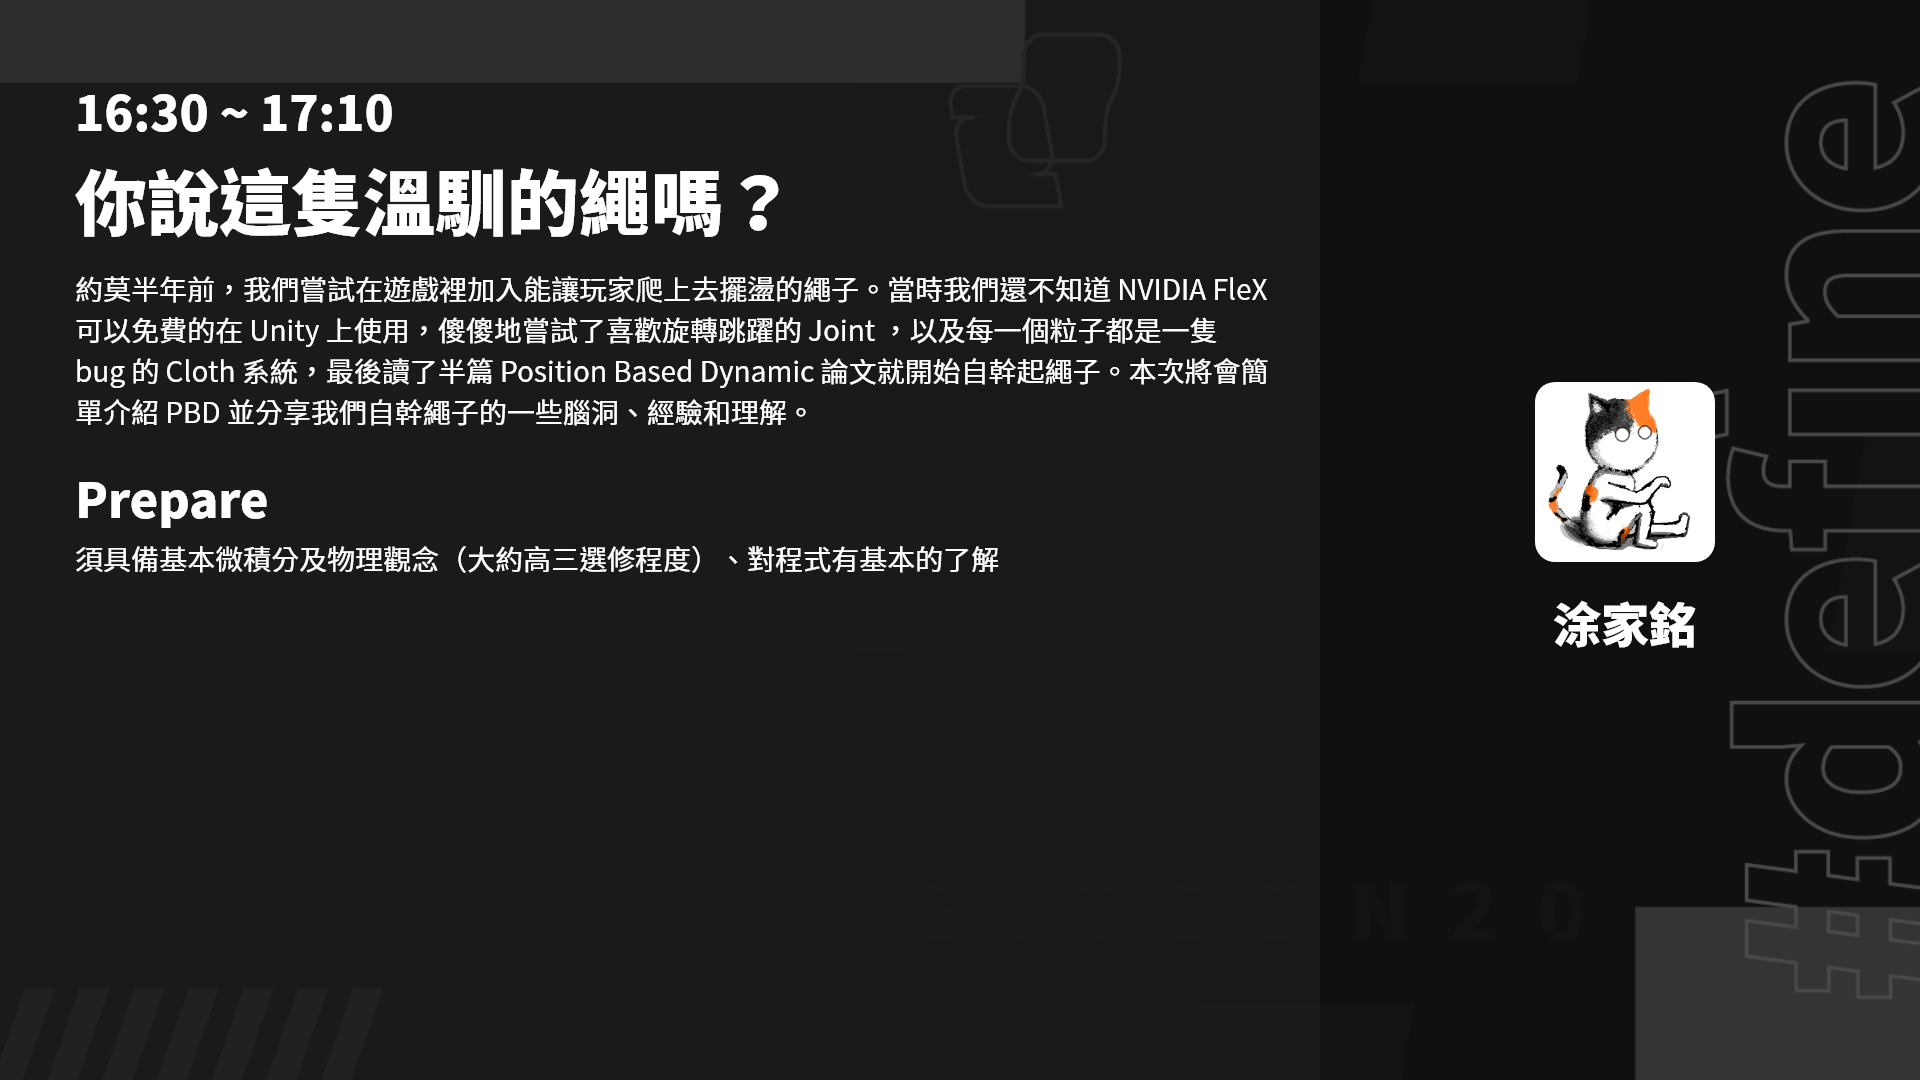 16:30 ~ 17:10
你說這隻溫馴的繩嗎？
約莫半年前，我們嘗試在遊戲裡加入能讓玩家爬上去擺盪的繩子。當時我們還不知道 NVIDIA FleX
可以免費的在 Unity 上使用，傻傻地嘗試了喜歡旋轉跳躍的 Joint ，以及每一個粒子都是一隻
bug 的 Cloth 系統，最後讀了半篇 Position Based Dynamic 論文就開始自幹起繩子。本次將會簡
單介紹 PBD 並分享我們自幹繩子的一些腦洞、經驗和理解。
Prepare
須具備基本微積分及物理觀念（大約高三選修程度）、對程式有基本的了解
涂家銘
#define
SITCON20